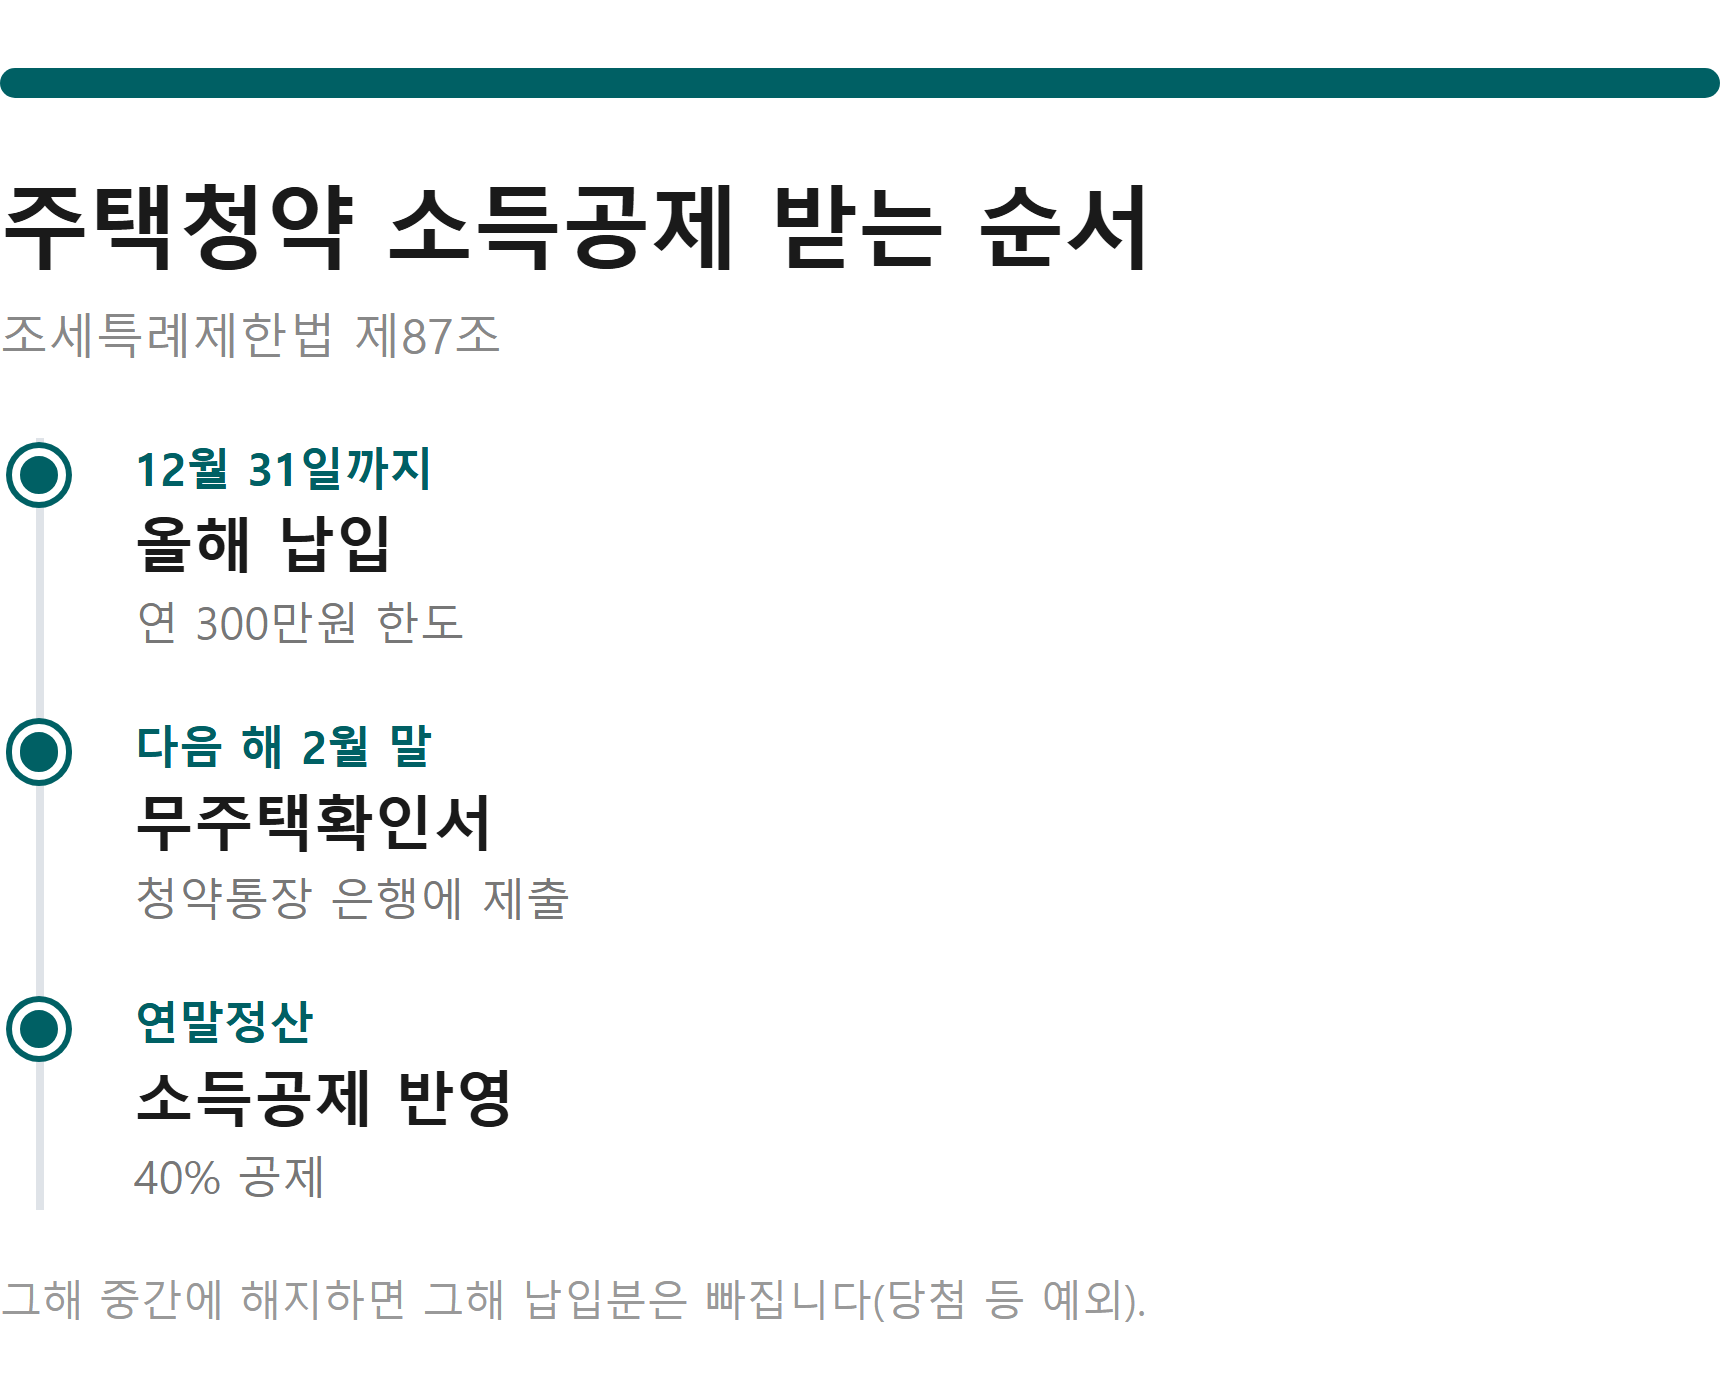 주택청약 소득공제 받는 순서
조세특례제한법 제87조
12월 31일까지
올해 납입
연 300만원 한도
다음 해 2월 말
무주택확인서
청약통장 은행에 제출
연말정산
소득공제 반영
40% 공제
그해 중간에 해지하면 그해 납입분은 빠집니다(당첨 등 예외).